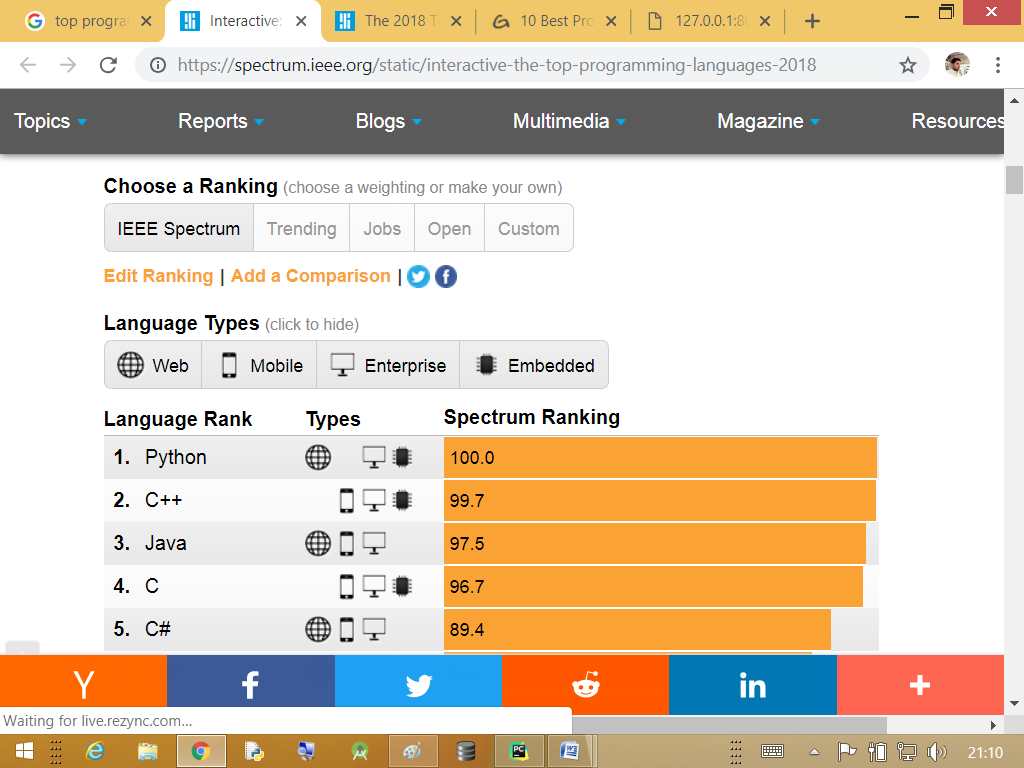 top progra
Interactive:
The 2018 T
10 Best Pro
127.0.0.1:80
https://spectrum.ieee.org/static/interactive-the-top-programming-languages-2018
Topics Reports Blogs Multimedia Magazine Resources
Choose a Ranking (choose a weighting or make your own)
IEEE Spectrum Trending Jobs Open Custom
Edit Ranking | Add a Comparison |
Language Types (click to hide)
Web Mobile Enterprise Embedded
Language Rank Types Spectrum Ranking
1. Python 100.0
2. C++ 99.7
3. Java 97.5
4. C 96.7
5. C# 89.4
Waiting for live.rezync.com...
21:10